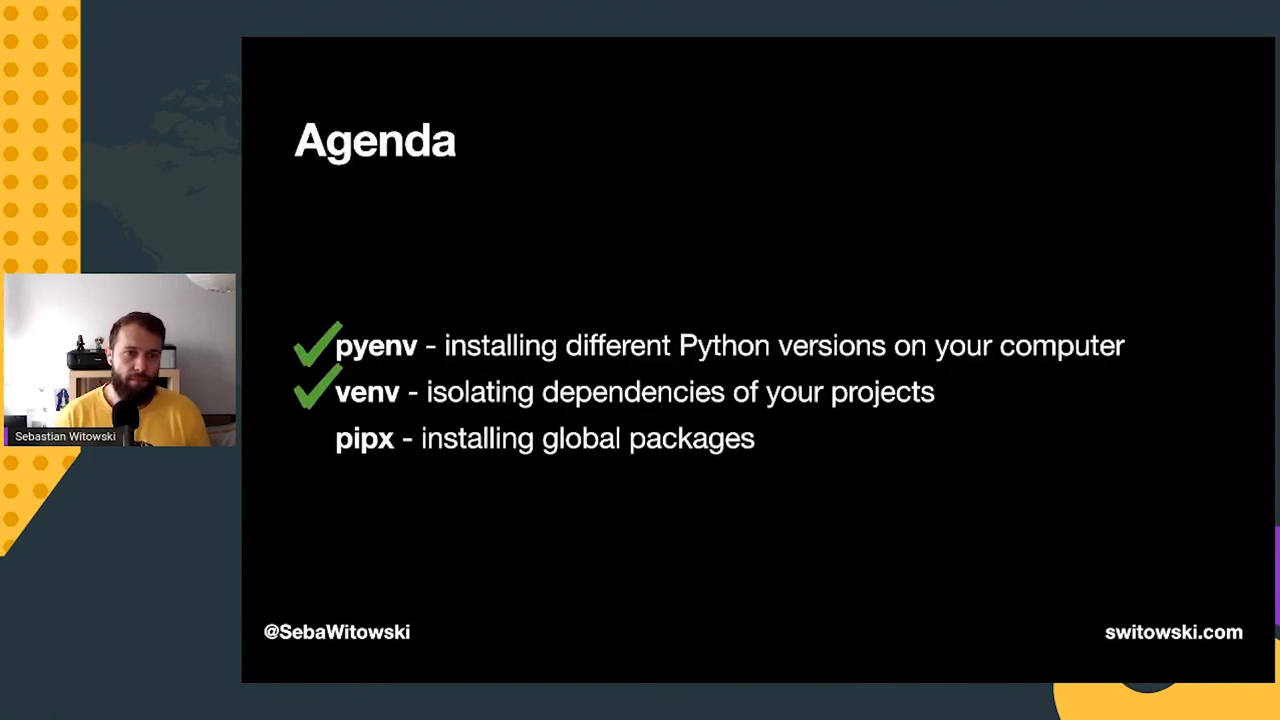 Agenda
pyenv - installing different Python versions on your computer
venv - isolating dependencies of your projects
pipx - installing global packages
Sebastian Witowski
@SebaWitowski
switowski.com